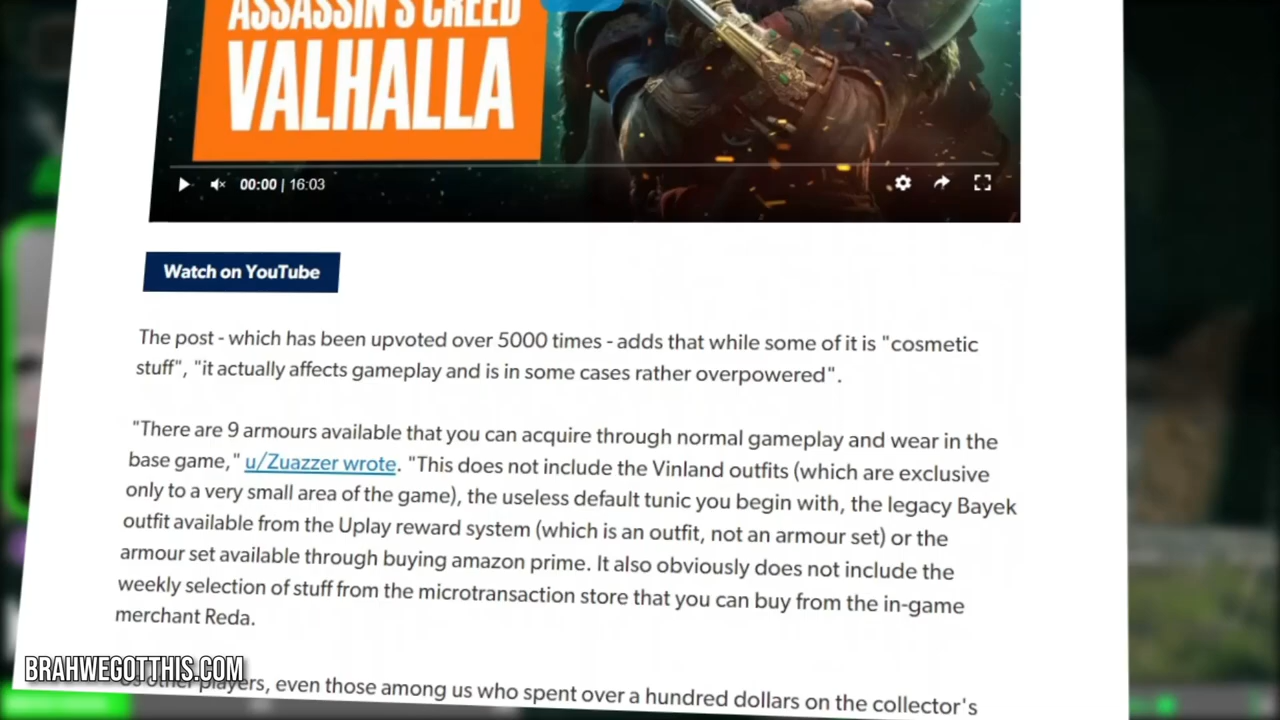 ASSASSIN'S CREED
VALHALLA
00:00 | 16:03
Watch on YouTube
The post - which has been upvoted over 5000 times - adds that while some of it is "cosmetic
stuff", "it actually affects gameplay and is in some cases rather overpowered".
"There are 9 armours available that you can acquire through normal gameplay and wear in the
base game," u/Zuazzer wrote. "This does not include the Vinland outfits (which are exclusive
only to a very small area of the game), the useless default tunic you begin with, the legacy Bayek
outfit available from the Uplay reward system (which is an outfit, not an armour set) or the
armour set available through buying amazon prime. It also obviously does not include the
weekly selection of stuff from the microtransaction store that you can buy from the in-game
merchant Reda.
players, even those among us who spent over a hundred dollars on the collector's
BRAHWEGOTTHIS.COM